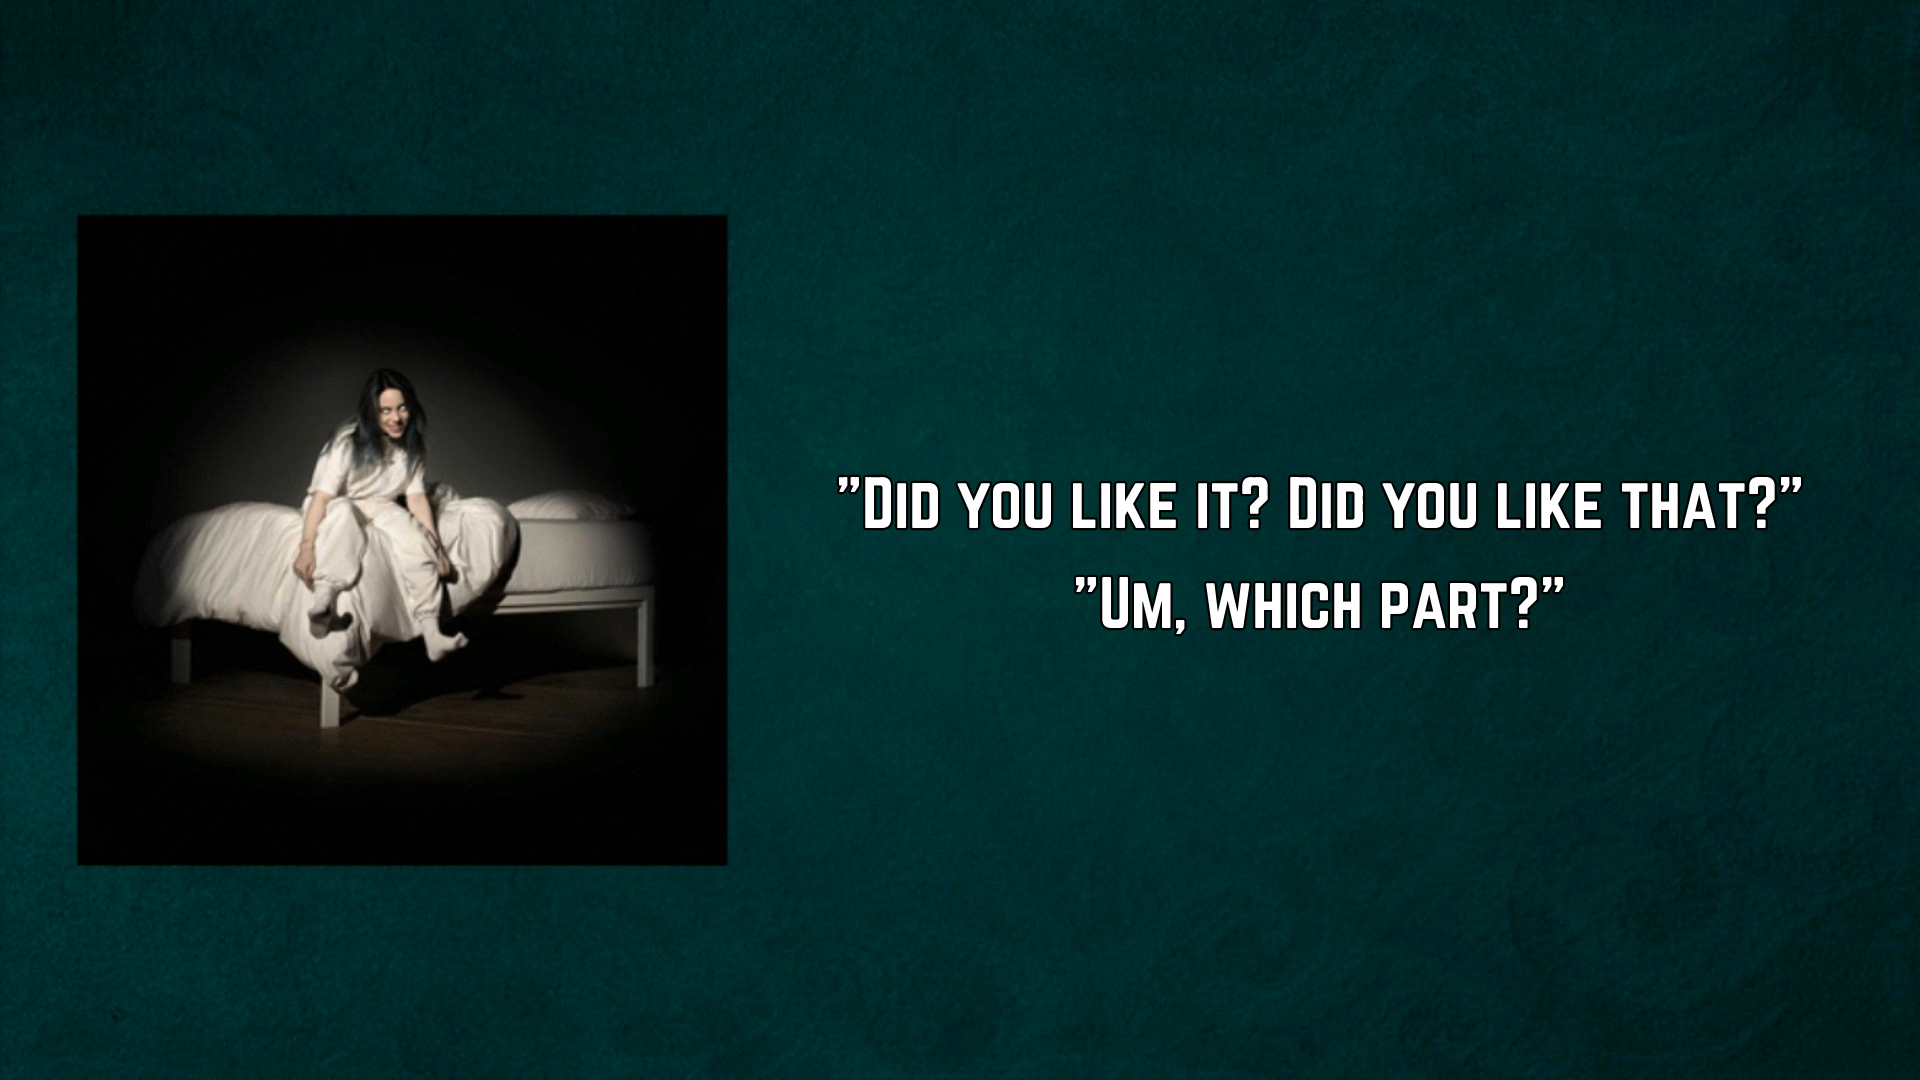 ”Did you like it? Did you like that?”
”Um, which part?”